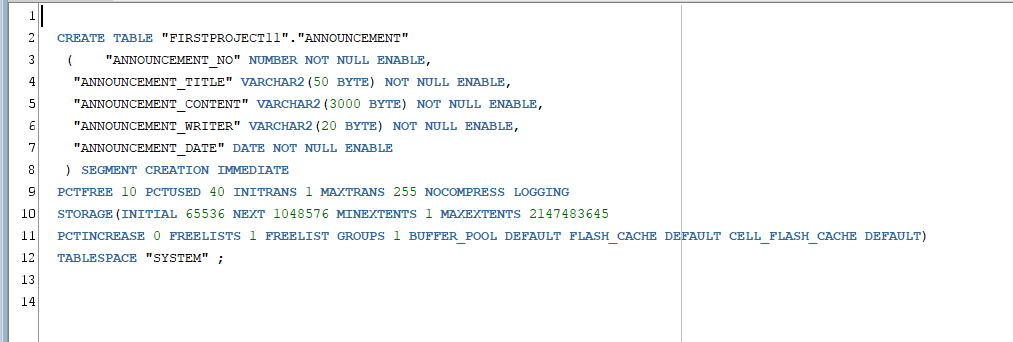 1
2 CREATE TABLE "FIRSTPROJECT11"."ANNOUNCEMENT"
3 ( "ANNOUNCEMENT_NO" NUMBER NOT NULL ENABLE,
4 "ANNOUNCEMENT_TITLE" VARCHAR2(50 BYTE) NOT NULL ENABLE,
5 "ANNOUNCEMENT_CONTENT" VARCHAR2(3000 BYTE) NOT NULL ENABLE,
6 "ANNOUNCEMENT_WRITER" VARCHAR2(20 BYTE) NOT NULL ENABLE,
7 "ANNOUNCEMENT_DATE" DATE NOT NULL ENABLE
8 ) SEGMENT CREATION IMMEDIATE
9 PCTFREE 10 PCTUSED 40 INITRANS 1 MAXTRANS 255 NOCOMPRESS LOGGING
10 STORAGE(INITIAL 65536 NEXT 1048576 MINEXTENTS 1 MAXEXTENTS 2147483645
11 PCTINCREASE 0 FREELISTS 1 FREELIST GROUPS 1 BUFFER_POOL DEFAULT FLASH_CACHE DEFAULT CELL_FLASH_CACHE DEFAULT)
12 TABLESPACE "SYSTEM" ;
13
14